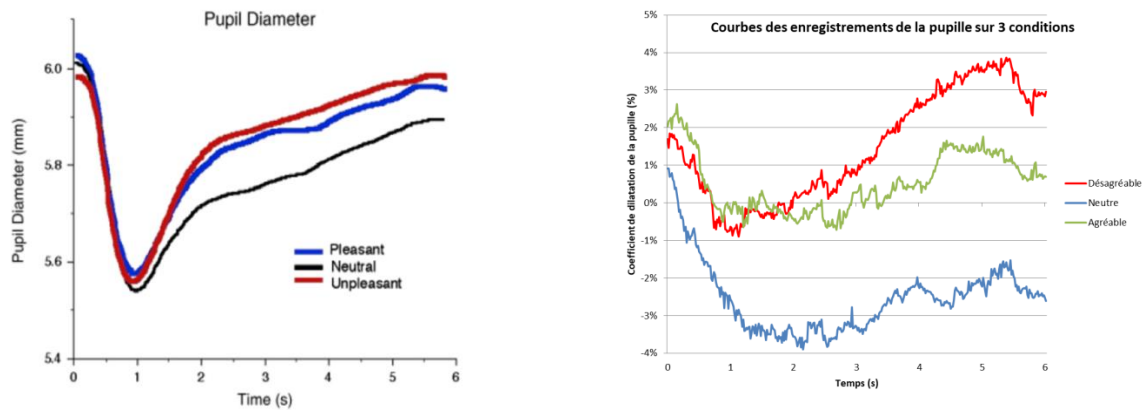 Pupil Diameter
Pupil Diameter (mm)
6.0
5.8
5.6
5.4
Pleasant
Neutral
Unpleasant
0 1 2 3 4 5 6
Time (s)
Courbes des enregistrements de la pupille sur 3 conditions
Coefficient de dilatation de la pupille (%)
5%
4%
3%
2%
1%
0%
-1%
-2%
-3%
-4%
Désagréable
Neutre
Agréable
0 1 2 3 4 5 6
Temps (s)